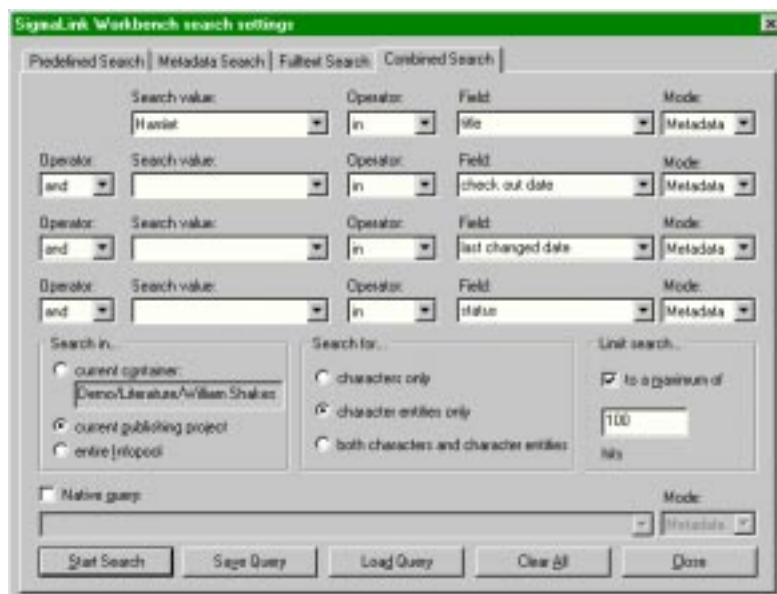 SigmaLink Workbench search settings
Predefined Search Metadata Search Fulltext Search Combined Search
Search value: Operator: Field: Mode:
Hamlet in title Metadata
Operator: Search value: Operator: Field: Mode:
and in check out date Metadata
Operator: Search value: Operator: Field: Mode:
and in last changed date Metadata
Operator: Search value: Operator: Field: Mode:
and in status Metadata
Search in... Search for... Limit search...
current container: characters only to a maximum of
Demo/Literature/William Shakes
current publishing project character entities only 100
entire Infopool both characters and character entities hits
Native query: Mode:
Metadata
Start Search Save Query Load Query Clear All Close